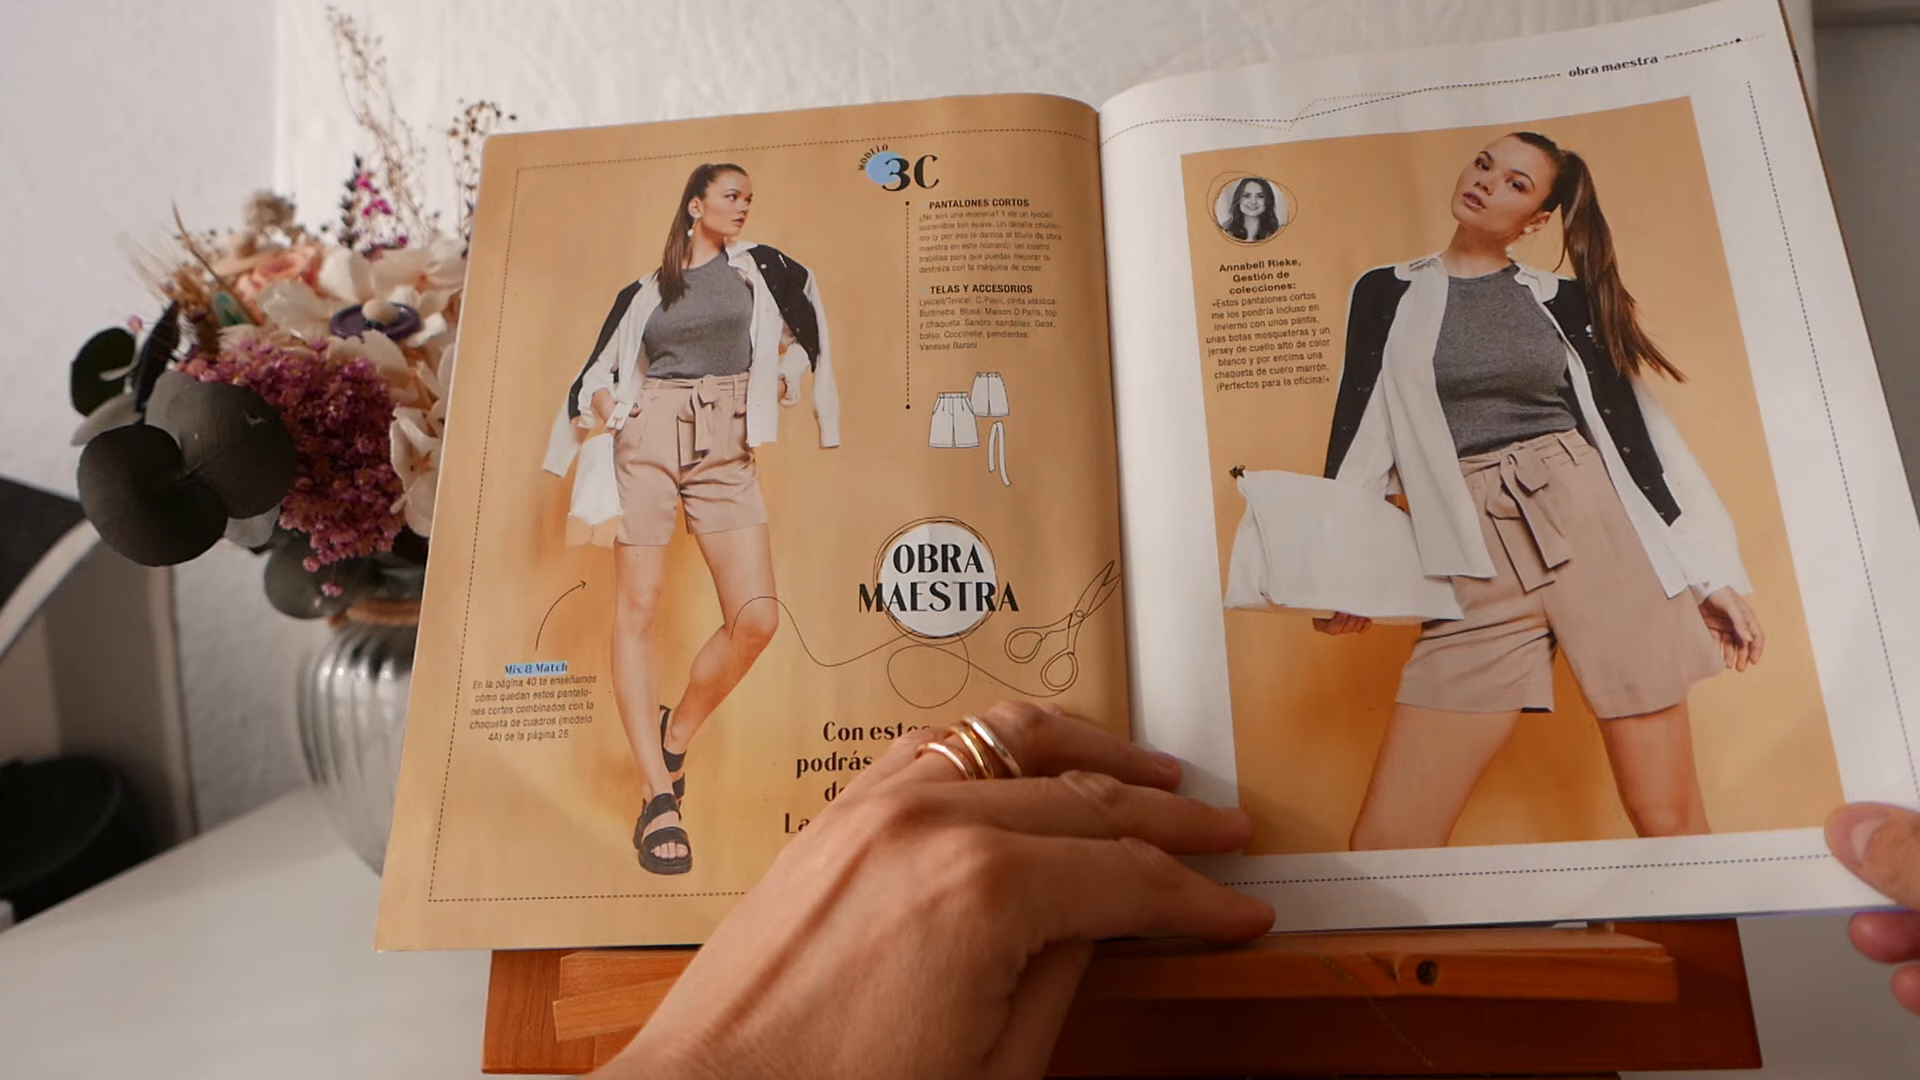 MODELO
3C
PANTALONES CORTOS
¿No son una monería? Y de un lyocel
sostenible tan suave. Un detalle chulísi-
mo (y por eso le damos el título de obra
maestra en este número): las cuatro
trabillas para que puedas mejorar tu
destreza con la máquina de coser.
TELAS Y ACCESORIOS
Lyocell/Tencel: C. Pauli, cinta elástica:
Buttinette. Blusa: Maison D Paris, top
y chaqueta: Sandro, sandalias: Geox,
bolso: Coccinelle, pendientes:
Vanessa Baroni
OBRA
MAESTRA
Mix & Match
En la página 40 te enseñamos
cómo quedan estos pantalo-
nes cortos combinados con la
chaqueta de cuadros (modelo
4A) de la página 28.
Con estos
podrás
La
obra maestra
Annabell Rieke,
Gestión de
colecciones:
«Estos pantalones cortos
me los pondría incluso en
invierno con unos pantis,
unas botas mosqueteras y un
jersey de cuello alto de color
blanco y por encima una
chaqueta de cuero marrón.
¡Perfectos para la oficina!»